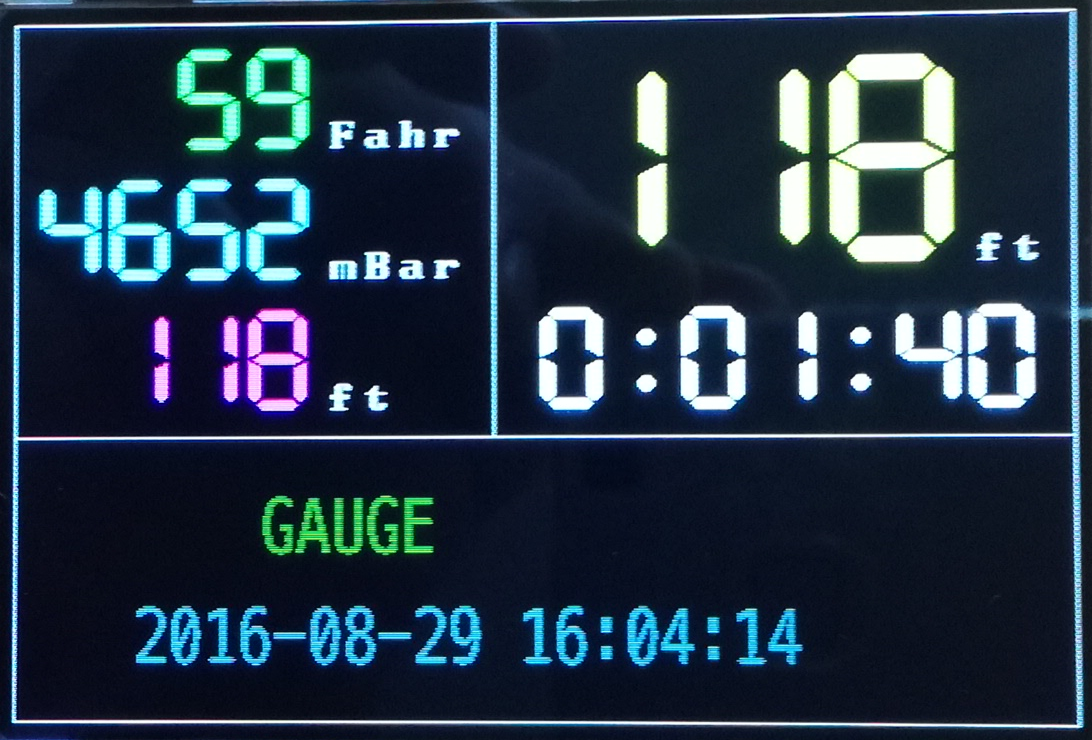 59 Fahr
4652 mBar
118 ft
118 ft
0:01:40
GAUGE
2016-08-29 16:04:14